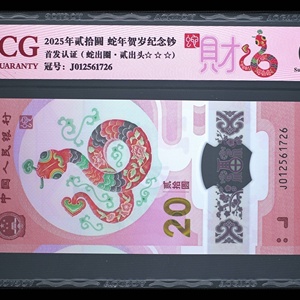 CG
UARANTY
2025年贰拾圆 蛇年贺岁纪念钞
首发认证（蛇出圈·贰出头☆☆☆）
冠号：J012561726
財
中国人民银行
贰拾圆
20
J012561726